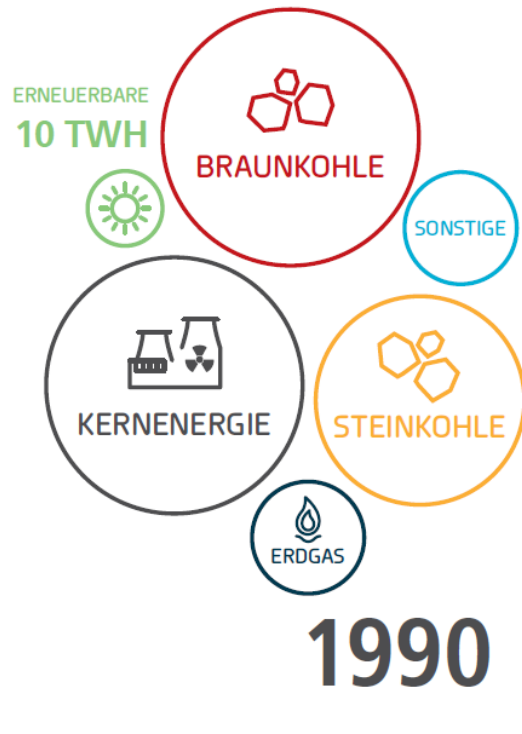 ERNEUERBARE
10 TWH
BRAUNKOHLE
SONSTIGE
KERNENERGIE
STEINKOHLE
ERDGAS
1990